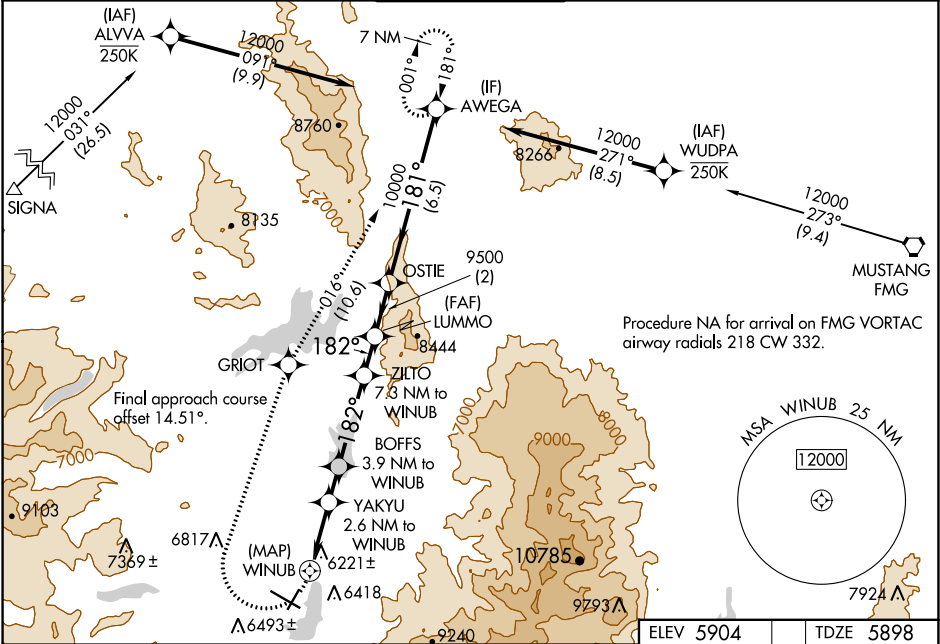 (IAF)
ALVVA
250K
12000
091°
(9.9)
7 NM
001°
181°
(IF)
AWEGA
12000
031°
(26.5)
SIGNA
8760
8266
12000
271°
(8.5)
(IAF)
WUDPA
250K
12000
273°
(9.4)
MUSTANG
FMG
10000
181°
(6.5)
7000
8135
016°
(10.6)
OSTIE
9500
(2)
(FAF)
LUMMO
8444
182°
GRIOT
ZILTO
7.3 NM to
WINUB
Procedure NA for arrival on FMG VORTAC
airway radials 218 CW 332.
Final approach course
offset 14.51°.
182°
BOFFS
3.9 NM to
WINUB
YAKYU
2.6 NM to
WINUB
7000
9103
7369±
6817
(MAP)
WINUB
6221±
6418
6493±
7000
8000
9000
10785
9793
9240
7924
MSA WINUB 25 NM
12000
ELEV 5904
TDZE 5898